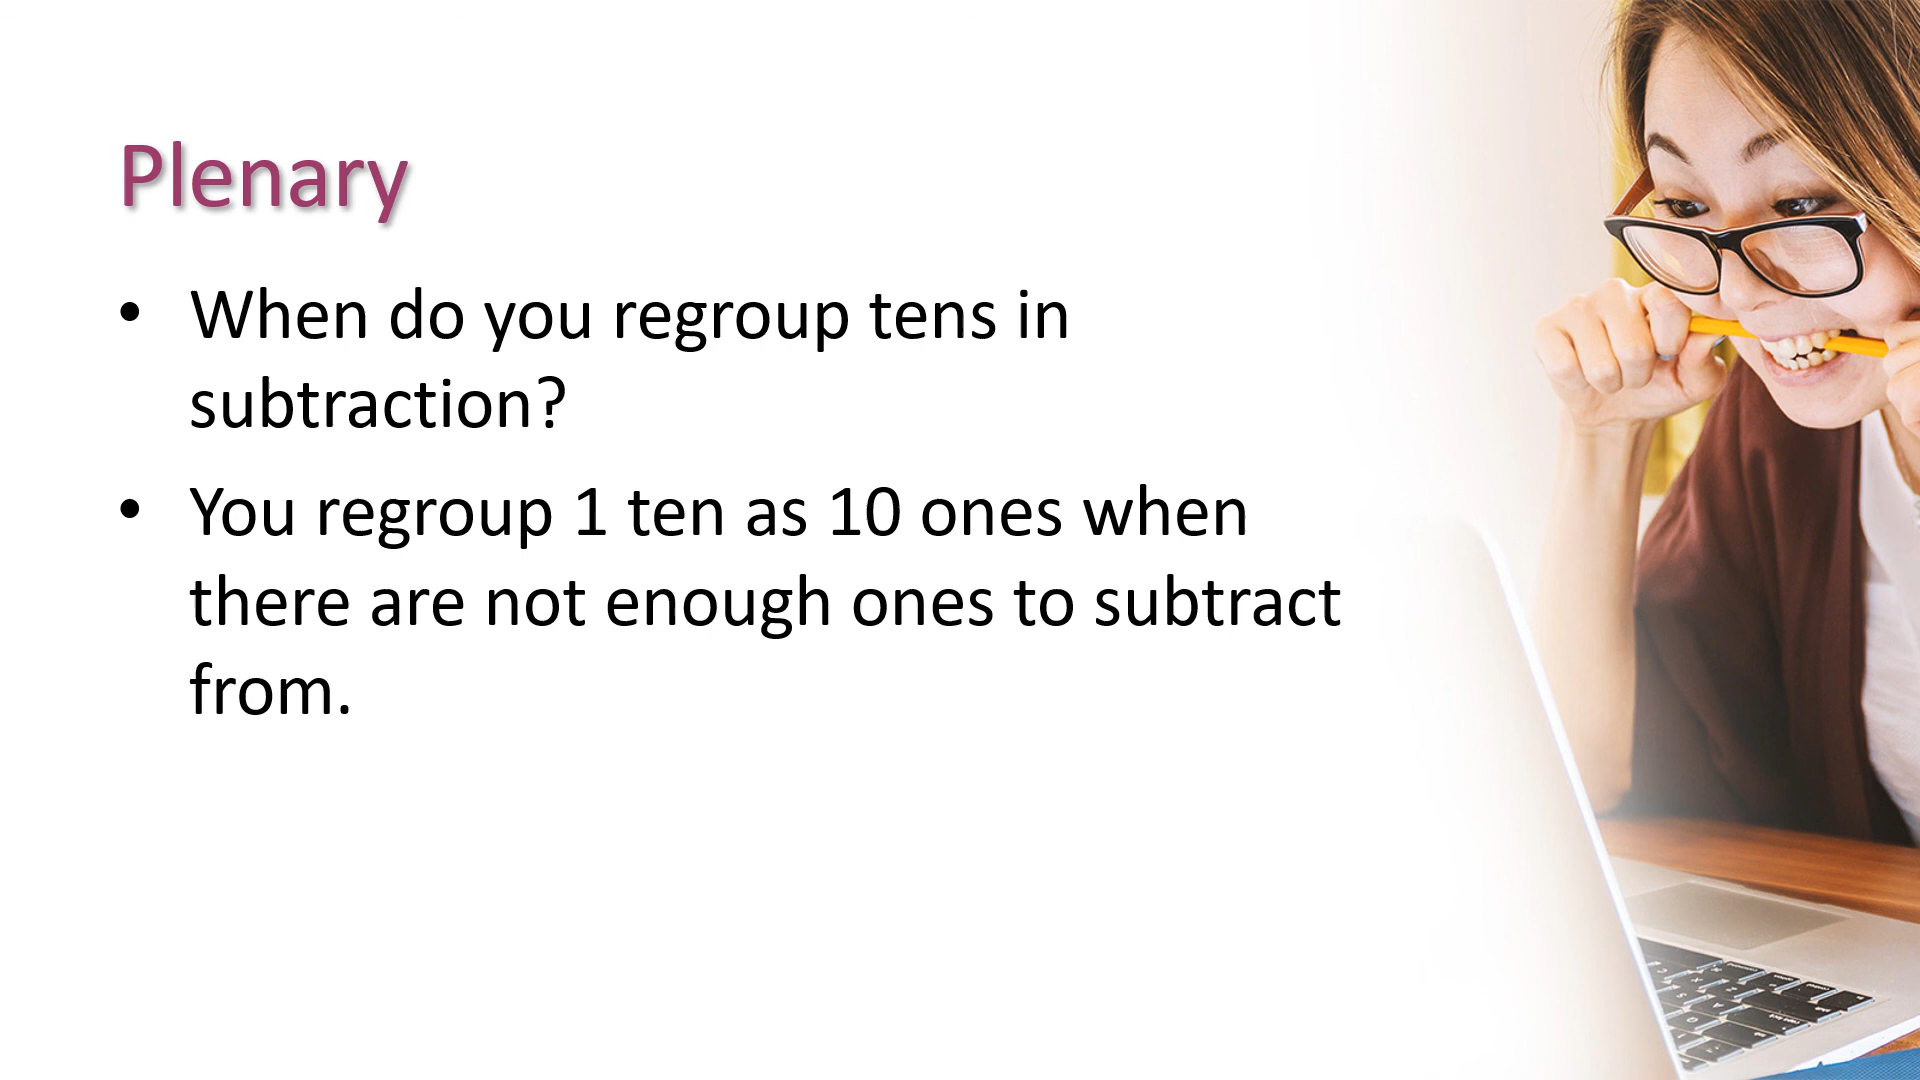 Plenary
• When do you regroup tens in
subtraction?
• You regroup 1 ten as 10 ones when
there are not enough ones to subtract
from.